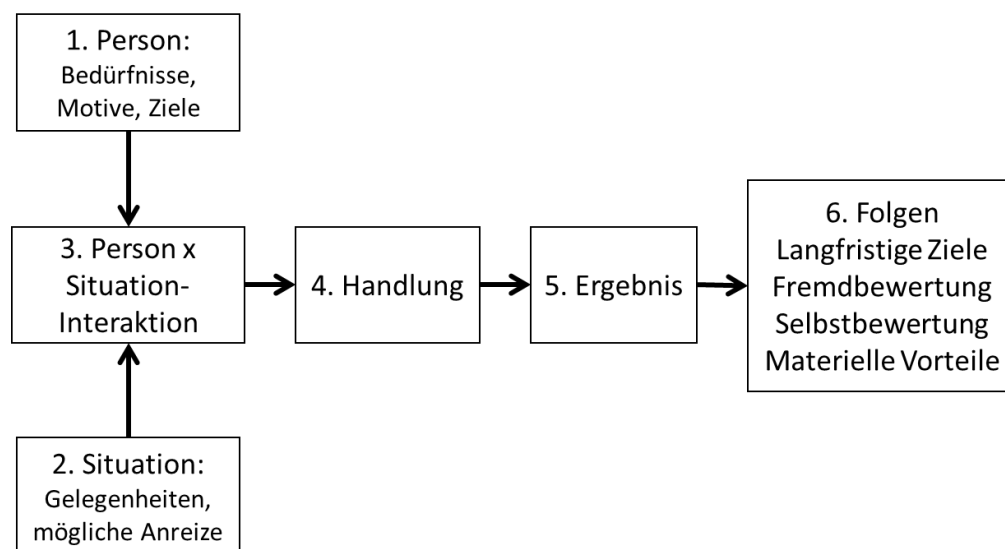 1. Person:
Bedürfnisse,
Motive, Ziele
3. Person x
Situation-
Interaktion
4. Handlung
5. Ergebnis
6. Folgen
Langfristige Ziele
Fremdbewertung
Selbstbewertung
Materielle Vorteile
2. Situation:
Gelegenheiten,
mögliche Anreize